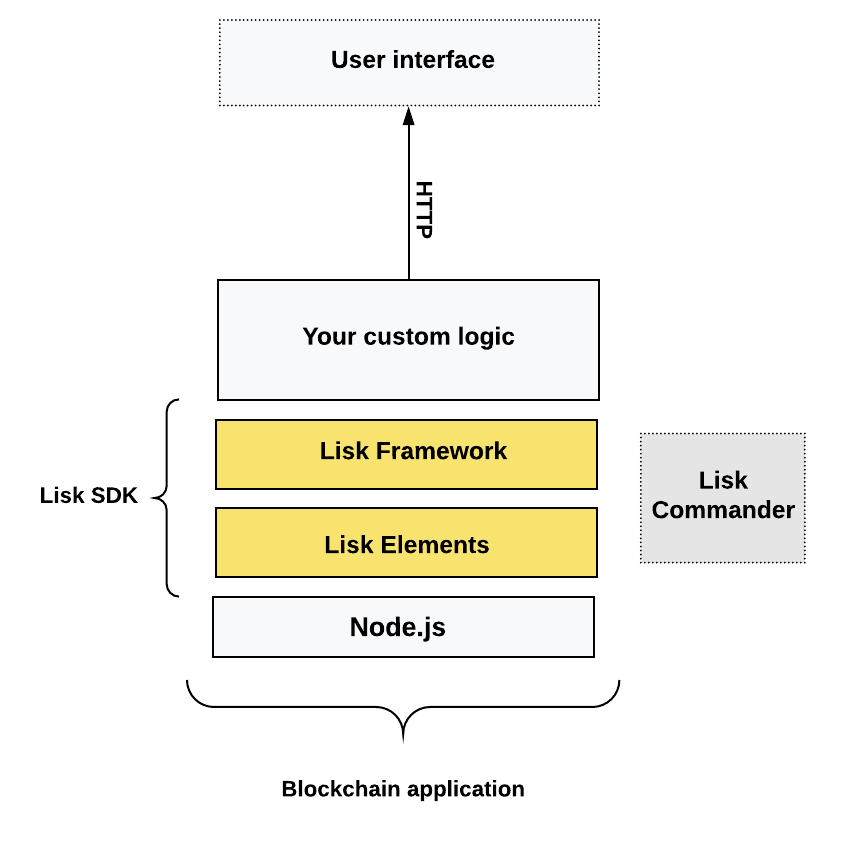 User interface
HTTP
Your custom logic
Lisk Framework
Lisk SDK
Lisk
Commander
Lisk Elements
Node.js
Blockchain application